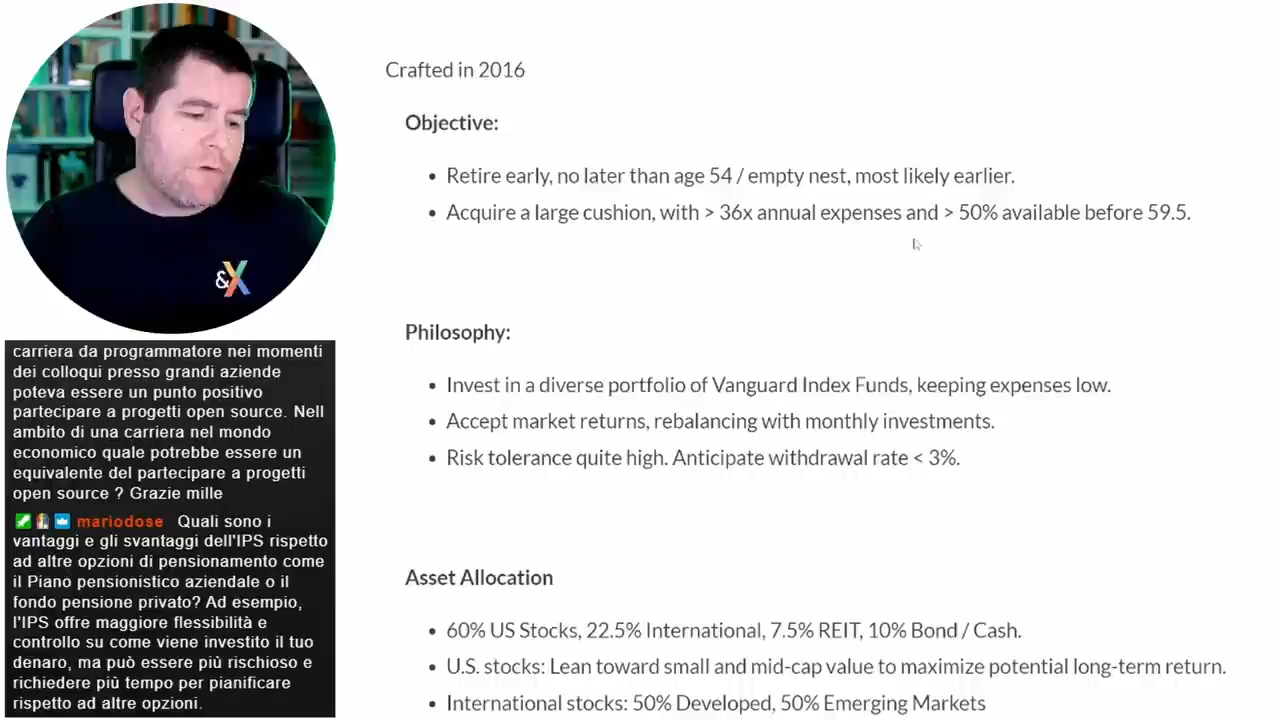 Crafted in 2016
Objective:
• Retire early, no later than age 54 / empty nest, most likely earlier.
• Acquire a large cushion, with > 36x annual expenses and > 50% available before 59.5.
Philosophy:
• Invest in a diverse portfolio of Vanguard Index Funds, keeping expenses low.
• Accept market returns, rebalancing with monthly investments.
• Risk tolerance quite high. Anticipate withdrawal rate < 3%.
Asset Allocation
• 60% US Stocks, 22.5% International, 7.5% REIT, 10% Bond / Cash.
• U.S. stocks: Lean toward small and mid-cap value to maximize potential long-term return.
• International stocks: 50% Developed, 50% Emerging Markets
&X
carriera da programmatore nei momenti
dei colloqui presso grandi aziende
poteva essere un punto positivo
partecipare a progetti open source. Nell
ambito di una carriera nel mondo
economico quale potrebbe essere un
equivalente del partecipare a progetti
open source ? Grazie mille
mariodose Quali sono i
vantaggi e gli svantaggi dell'IPS rispetto
ad altre opzioni di pensionamento come
il Piano pensionistico aziendale o il
fondo pensione privato? Ad esempio,
l'IPS offre maggiore flessibilità e
controllo su come viene investito il tuo
denaro, ma può essere più rischioso e
richiedere più tempo per pianificare
rispetto ad altre opzioni.